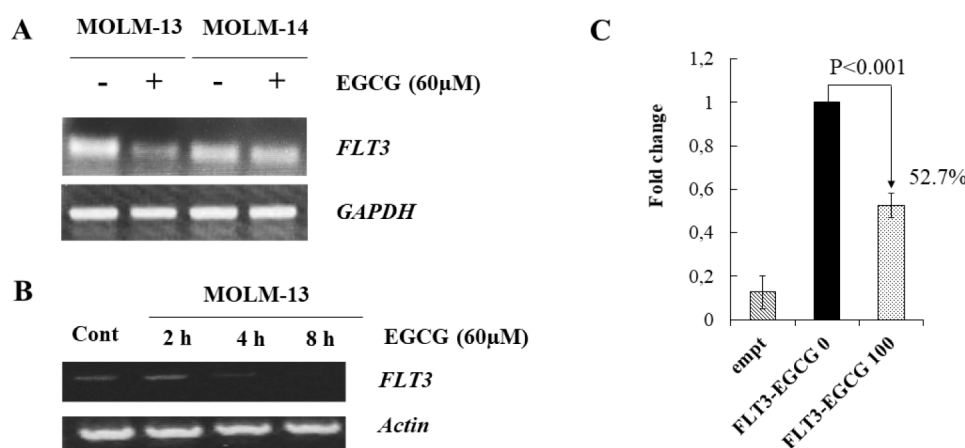 A
MOLM-13 MOLM-14
- + - + EGCG (60µM)
FLT3
GAPDH
B
MOLM-13
Cont 2 h 4 h 8 h EGCG (60µM)
FLT3
Actin
C
Fold change
1,2
1
0,8
0,6
0,4
0,2
0
P<0.001
52.7%
empt
FLT3-EGCG 0
FLT3-EGCG 100